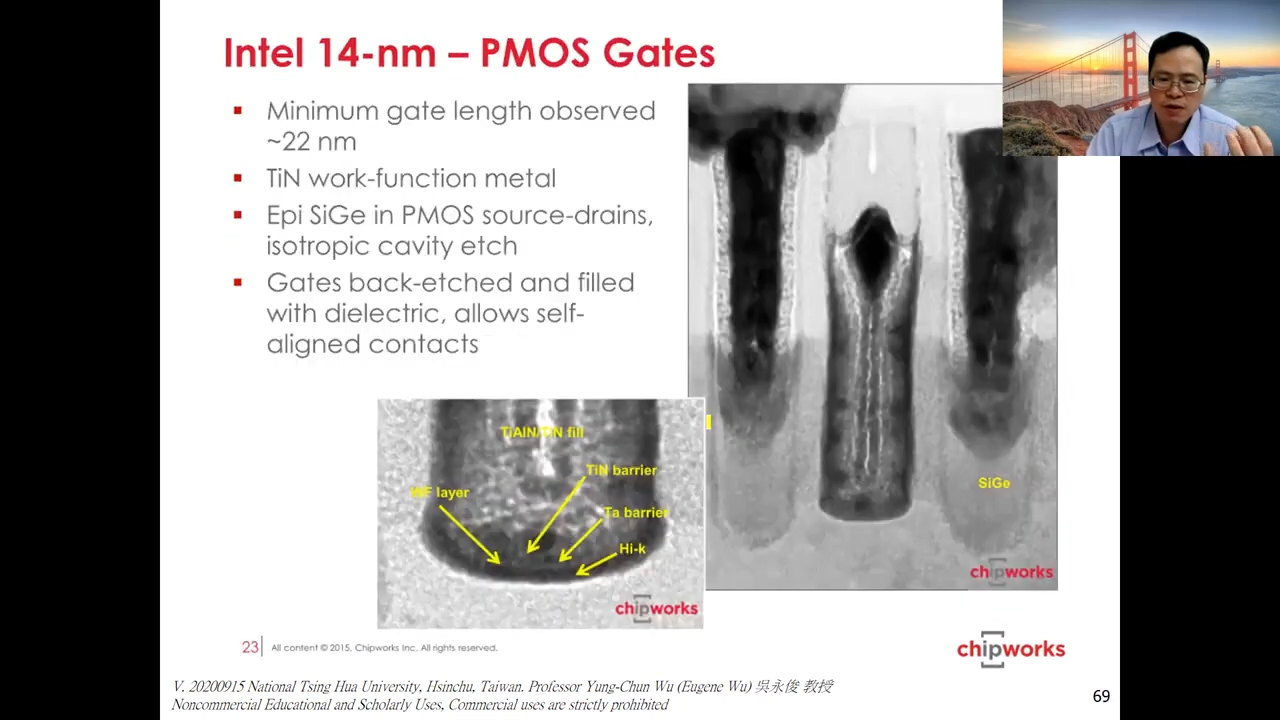 Intel 14-nm – PMOS Gates
▪ Minimum gate length observed
~22 nm
▪ TiN work-function metal
▪ Epi SiGe in PMOS source-drains,
isotropic cavity etch
▪ Gates back-etched and filled
with dielectric, allows self-
aligned contacts
TiAlN/TiN fill
TiN barrier
WF layer
Ta barrier
Hi-k
chipworks
SiGe
chipworks
23 All content © 2015, Chipworks Inc. All rights reserved.
chipworks
V. 20200915 National Tsing Hua University, Hsinchu, Taiwan. Professor Yung-Chun Wu (Eugene Wu) 吳永俊 教授
Noncommercial Educational and Scholarly Uses, Commercial uses are strictly prohibited
69